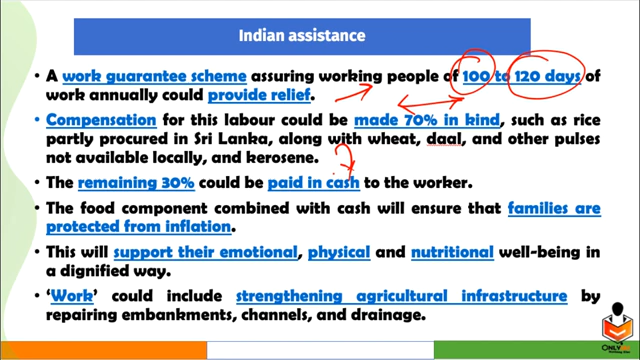 Indian assistance
• A work guarantee scheme assuring working people of 100 to 120 days of
work annually could provide relief.
• Compensation for this labour could be made 70% in kind, such as rice
partly procured in Sri Lanka, along with wheat, daal, and other pulses
not available locally, and kerosene.
• The remaining 30% could be paid in cash to the worker.
• The food component combined with cash will ensure that families are
protected from inflation.
• This will support their emotional, physical and nutritional well-being in
a dignified way.
• ‘Work’ could include strengthening agricultural infrastructure by
repairing embankments, channels, and drainage.